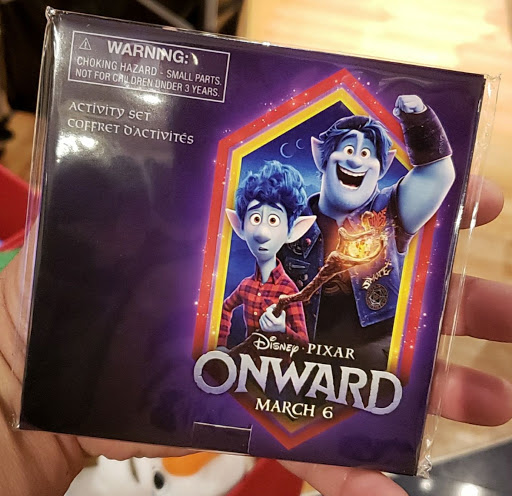 ⚠ WARNING:
CHOKING HAZARD - SMALL PARTS.
NOT FOR CHILDREN UNDER 3 YEARS.
ACTIVITY SET
COFFRET D'ACTIVITÉS
Disney · PIXAR
ONWARD
MARCH 6